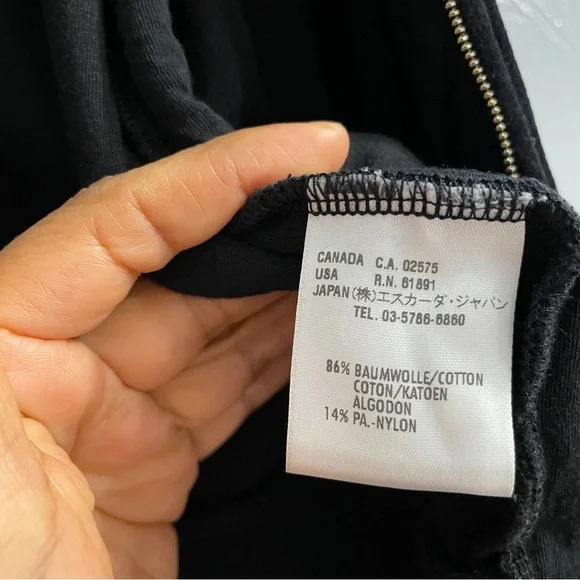 CANADA C.A. 02575
USA R.N. 81891
JAPAN (株)エスカーダ・ジャパン
TEL. 03-5786-6860
86% BAUMWOLLE/COTTON
COTON/KATOEN
ALGODON
14% PA.-NYLON